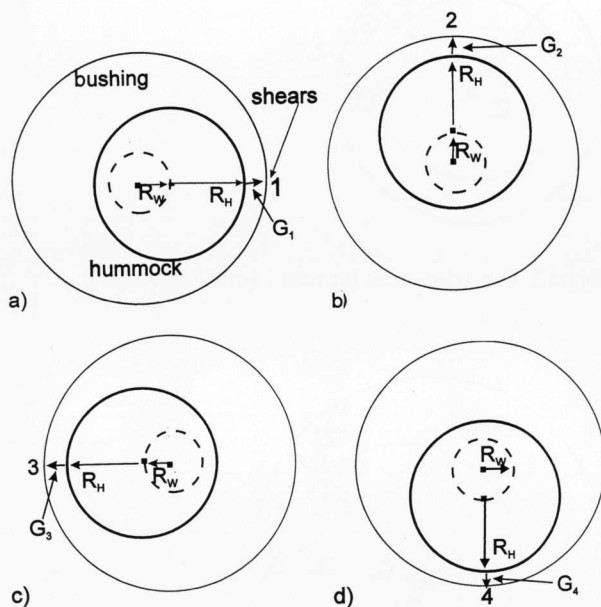 bushing
shears
R_W
R_H
1
G_1
hummock
a)
2
G_2
R_H
R_W
b)
3
R_H
R_W
G_3
c)
R_W
R_H
G_4
4
d)